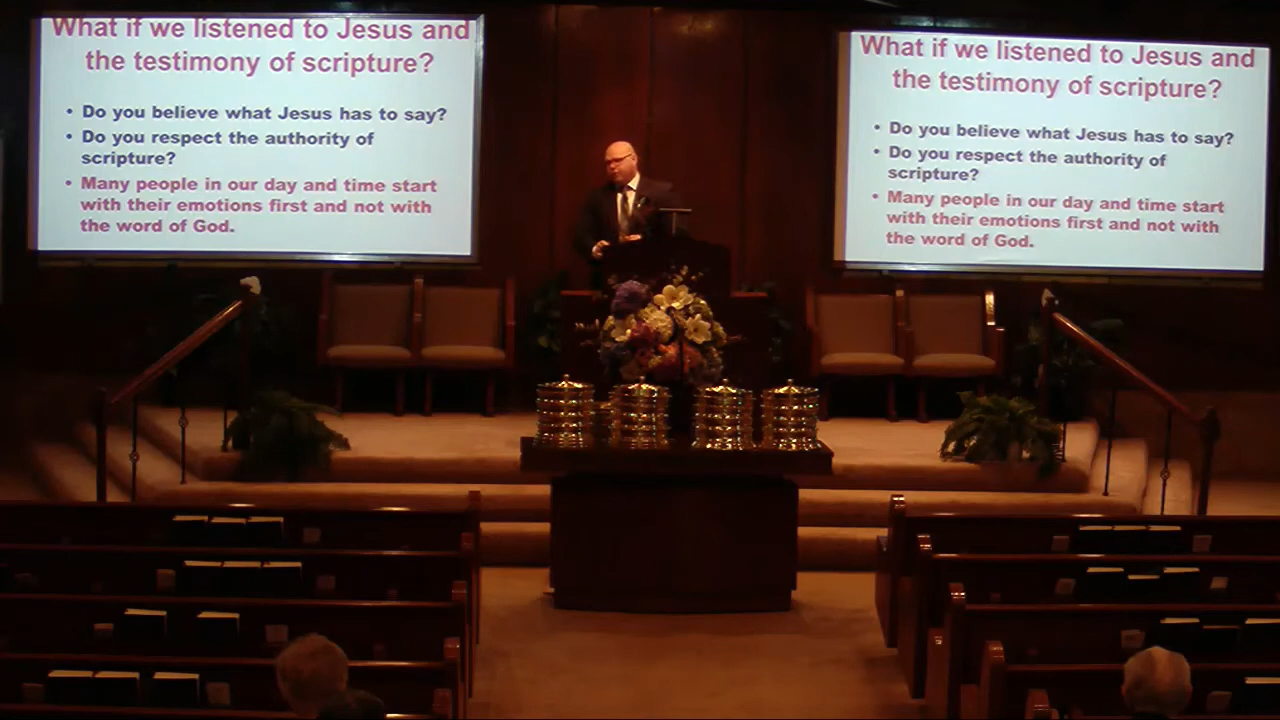 What if we listened to Jesus and
the testimony of scripture?
• Do you believe what Jesus has to say?
• Do you respect the authority of
scripture?
• Many people in our day and time start
with their emotions first and not with
the word of God.
What if we listened to Jesus and
the testimony of scripture?
• Do you believe what Jesus has to say?
• Do you respect the authority of
scripture?
• Many people in our day and time start
with their emotions first and not with
the word of God.